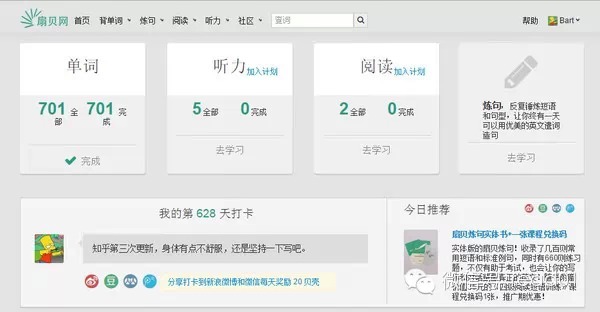 扇贝网 首页 背单词 炼句 阅读 听力 社区 查词 帮助 Bart
单词
701 全部 701 完成
完成
听力 加入计划
5 全部 0 完成
去学习
阅读 加入计划
2 全部 0 完成
去学习
炼句，反复锤炼短语
和句型，让你终有一天
可以用优美的英文遣词
造句
去学习
我的第 628 天打卡
知乎第三次更新，身体有点不舒服，还是坚持一下写吧。
分享打卡到新浪微博和微信每天奖励 20 贝壳
今日推荐
扇贝炼句实体书+一张课程兑换码
实体版的扇贝炼句！收录了几百则常
用短语和标准例句，同时有660则练习
题，不仅有助于考试，也会让你的写
课程兑换码1张，推广期优惠！